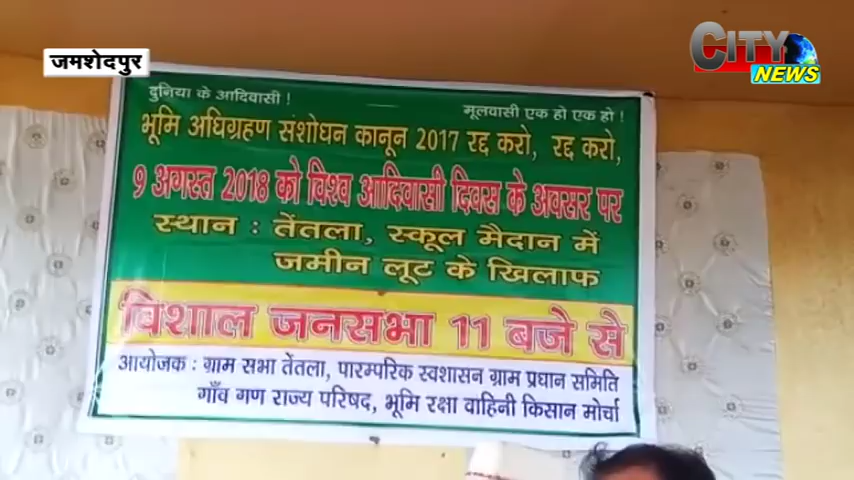 जमशेदपुर
CITY
NEWS
दुनिया के आदिवासी !
मूलवासी एक हो एक हो !
भूमि अधिग्रहण संशोधन कानून 2017 रद्द करो, रद्द करो,
9 अगस्त 2018 को विश्व आदिवासी दिवस के अवसर पर
स्थान : तेंतला, स्कूल मैदान में
जमीन लूट के खिलाफ
विशाल जनसभा 11 बजे से
आयोजक : ग्राम सभा तेंतला, पारम्परिक स्वशासन ग्राम प्रधान समिति
गाँव गण राज्य परिषद, भूमि रक्षा वाहिनी किसान मोर्चा